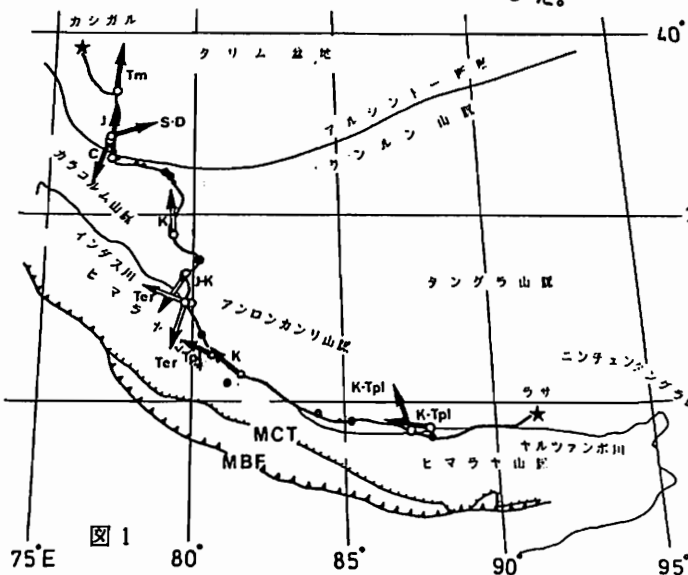 カシガル
40°
タリム 盆地
Tm
アルシントー断層
クンルン山脈
J
S-D
C
カラコルム山脈
K
タングラ山脈
インダス川
J-K
Ter
アンロンカンリ山脈
ヒマラヤ
Ter
Tpl
K
K-Tpl
K-Tpl
ラサ
ヤルツァンポ川
ヒマラヤ山脈
MCT
MBF
図1
75°E
80°
85°
90°
95°